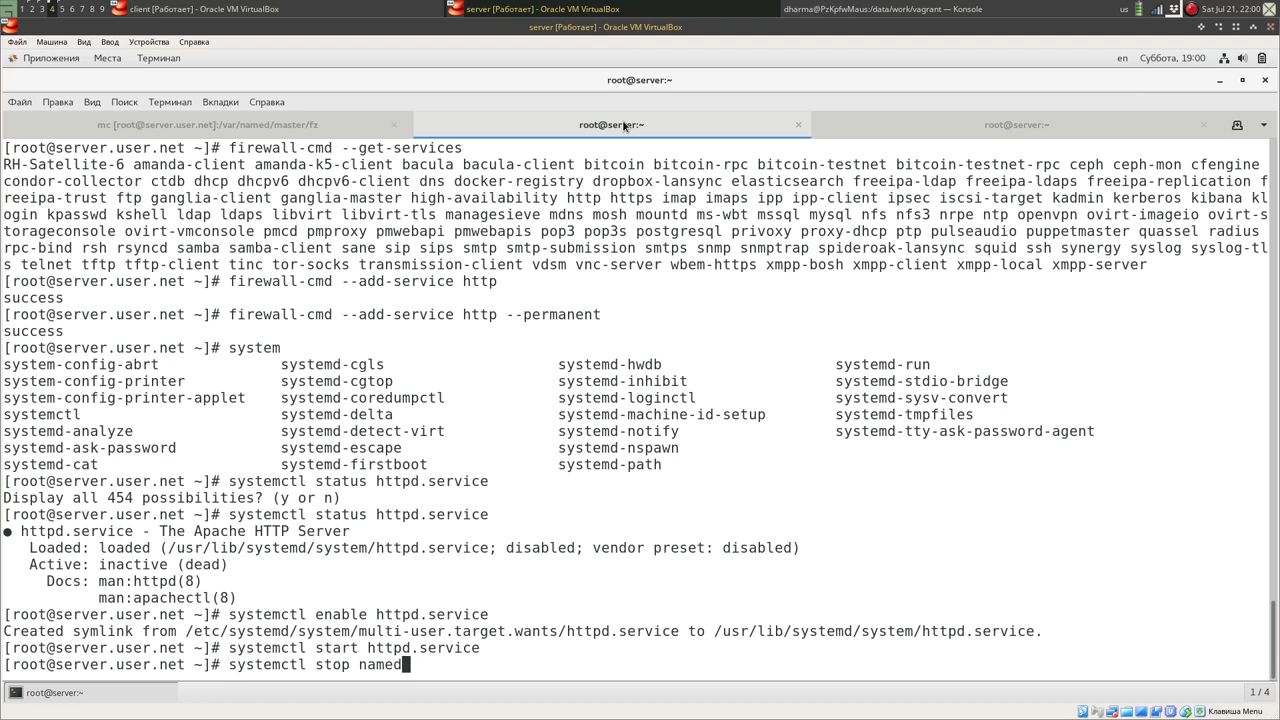 1 2 3 4 5 6 7 8 9
client [Работает] - Oracle VM VirtualBox
server [Работает] - Oracle VM VirtualBox
dharma@PzKpfwMaus:/data/work/vagrant — Konsole
us
Sat Jul 21, 22:00
server [Работает] - Oracle VM VirtualBox
Файл Машина Вид Ввод Устройства Справка
Приложения Места Терминал
en Суббота, 19:00
root@server:~
Файл Правка Вид Поиск Терминал Вкладки Справка
mc [root@server.user.net]:/var/named/master/fz
root@server:~
root@server:~
[root@server.user.net ~]# firewall-cmd --get-services
RH-Satellite-6 amanda-client amanda-k5-client bacula bacula-client bitcoin bitcoin-rpc bitcoin-testnet bitcoin-testnet-rpc ceph ceph-mon cfengine
condor-collector ctdb dhcp dhcpv6 dhcpv6-client dns docker-registry dropbox-lansync elasticsearch freeipa-ldap freeipa-ldaps freeipa-replication f
reeipa-trust ftp ganglia-client ganglia-master high-availability http https imap imaps ipp ipp-client ipsec iscsi-target kadmin kerberos kibana kl
ogin kpasswd kshell ldap ldaps libvirt libvirt-tls managesieve mdns mosh mountd ms-wbt mssql mysql nfs nfs3 nrpe ntp openvpn ovirt-imageio ovirt-s
torageconsole ovirt-vmconsole pmcd pmproxy pmwebapi pmwebapis pop3 pop3s postgresql privoxy proxy-dhcp ptp pulseaudio puppetmaster quassel radius
rpc-bind rsh rsyncd samba samba-client sane sip sips smtp smtp-submission smtps snmp snmptrap spideroak-lansync squid ssh synergy syslog syslog-tl
s telnet tftp tftp-client tinc tor-socks transmission-client vdsm vnc-server wbem-https xmpp-bosh xmpp-client xmpp-local xmpp-server
[root@server.user.net ~]# firewall-cmd --add-service http
success
[root@server.user.net ~]# firewall-cmd --add-service http --permanent
success
[root@server.user.net ~]# system
system-config-abrt systemd-cgls systemd-hwdb systemd-run
system-config-printer systemd-cgtop systemd-inhibit systemd-stdio-bridge
system-config-printer-applet systemd-coredumpctl systemd-loginctl systemd-sysv-convert
systemctl systemd-delta systemd-machine-id-setup systemd-tmpfiles
systemd-analyze systemd-detect-virt systemd-notify systemd-tty-ask-password-agent
systemd-ask-password systemd-escape systemd-nspawn
systemd-cat systemd-firstboot systemd-path
[root@server.user.net ~]# systemctl status httpd.service
Display all 454 possibilities? (y or n)
[root@server.user.net ~]# systemctl status httpd.service
● httpd.service - The Apache HTTP Server
Loaded: loaded (/usr/lib/systemd/system/httpd.service; disabled; vendor preset: disabled)
Active: inactive (dead)
Docs: man:httpd(8)
man:apachectl(8)
[root@server.user.net ~]# systemctl enable httpd.service
Created symlink from /etc/systemd/system/multi-user.target.wants/httpd.service to /usr/lib/systemd/system/httpd.service.
[root@server.user.net ~]# systemctl start httpd.service
[root@server.user.net ~]# systemctl stop named
root@server:~
1 / 4
Клавиша Menu